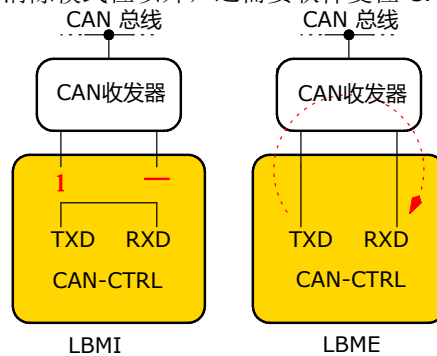 CAN 总线
CAN 总线
CAN收发器
CAN收发器
1
TXD RXD
TXD RXD
CAN-CTRL
CAN-CTRL
LBMI
LBME